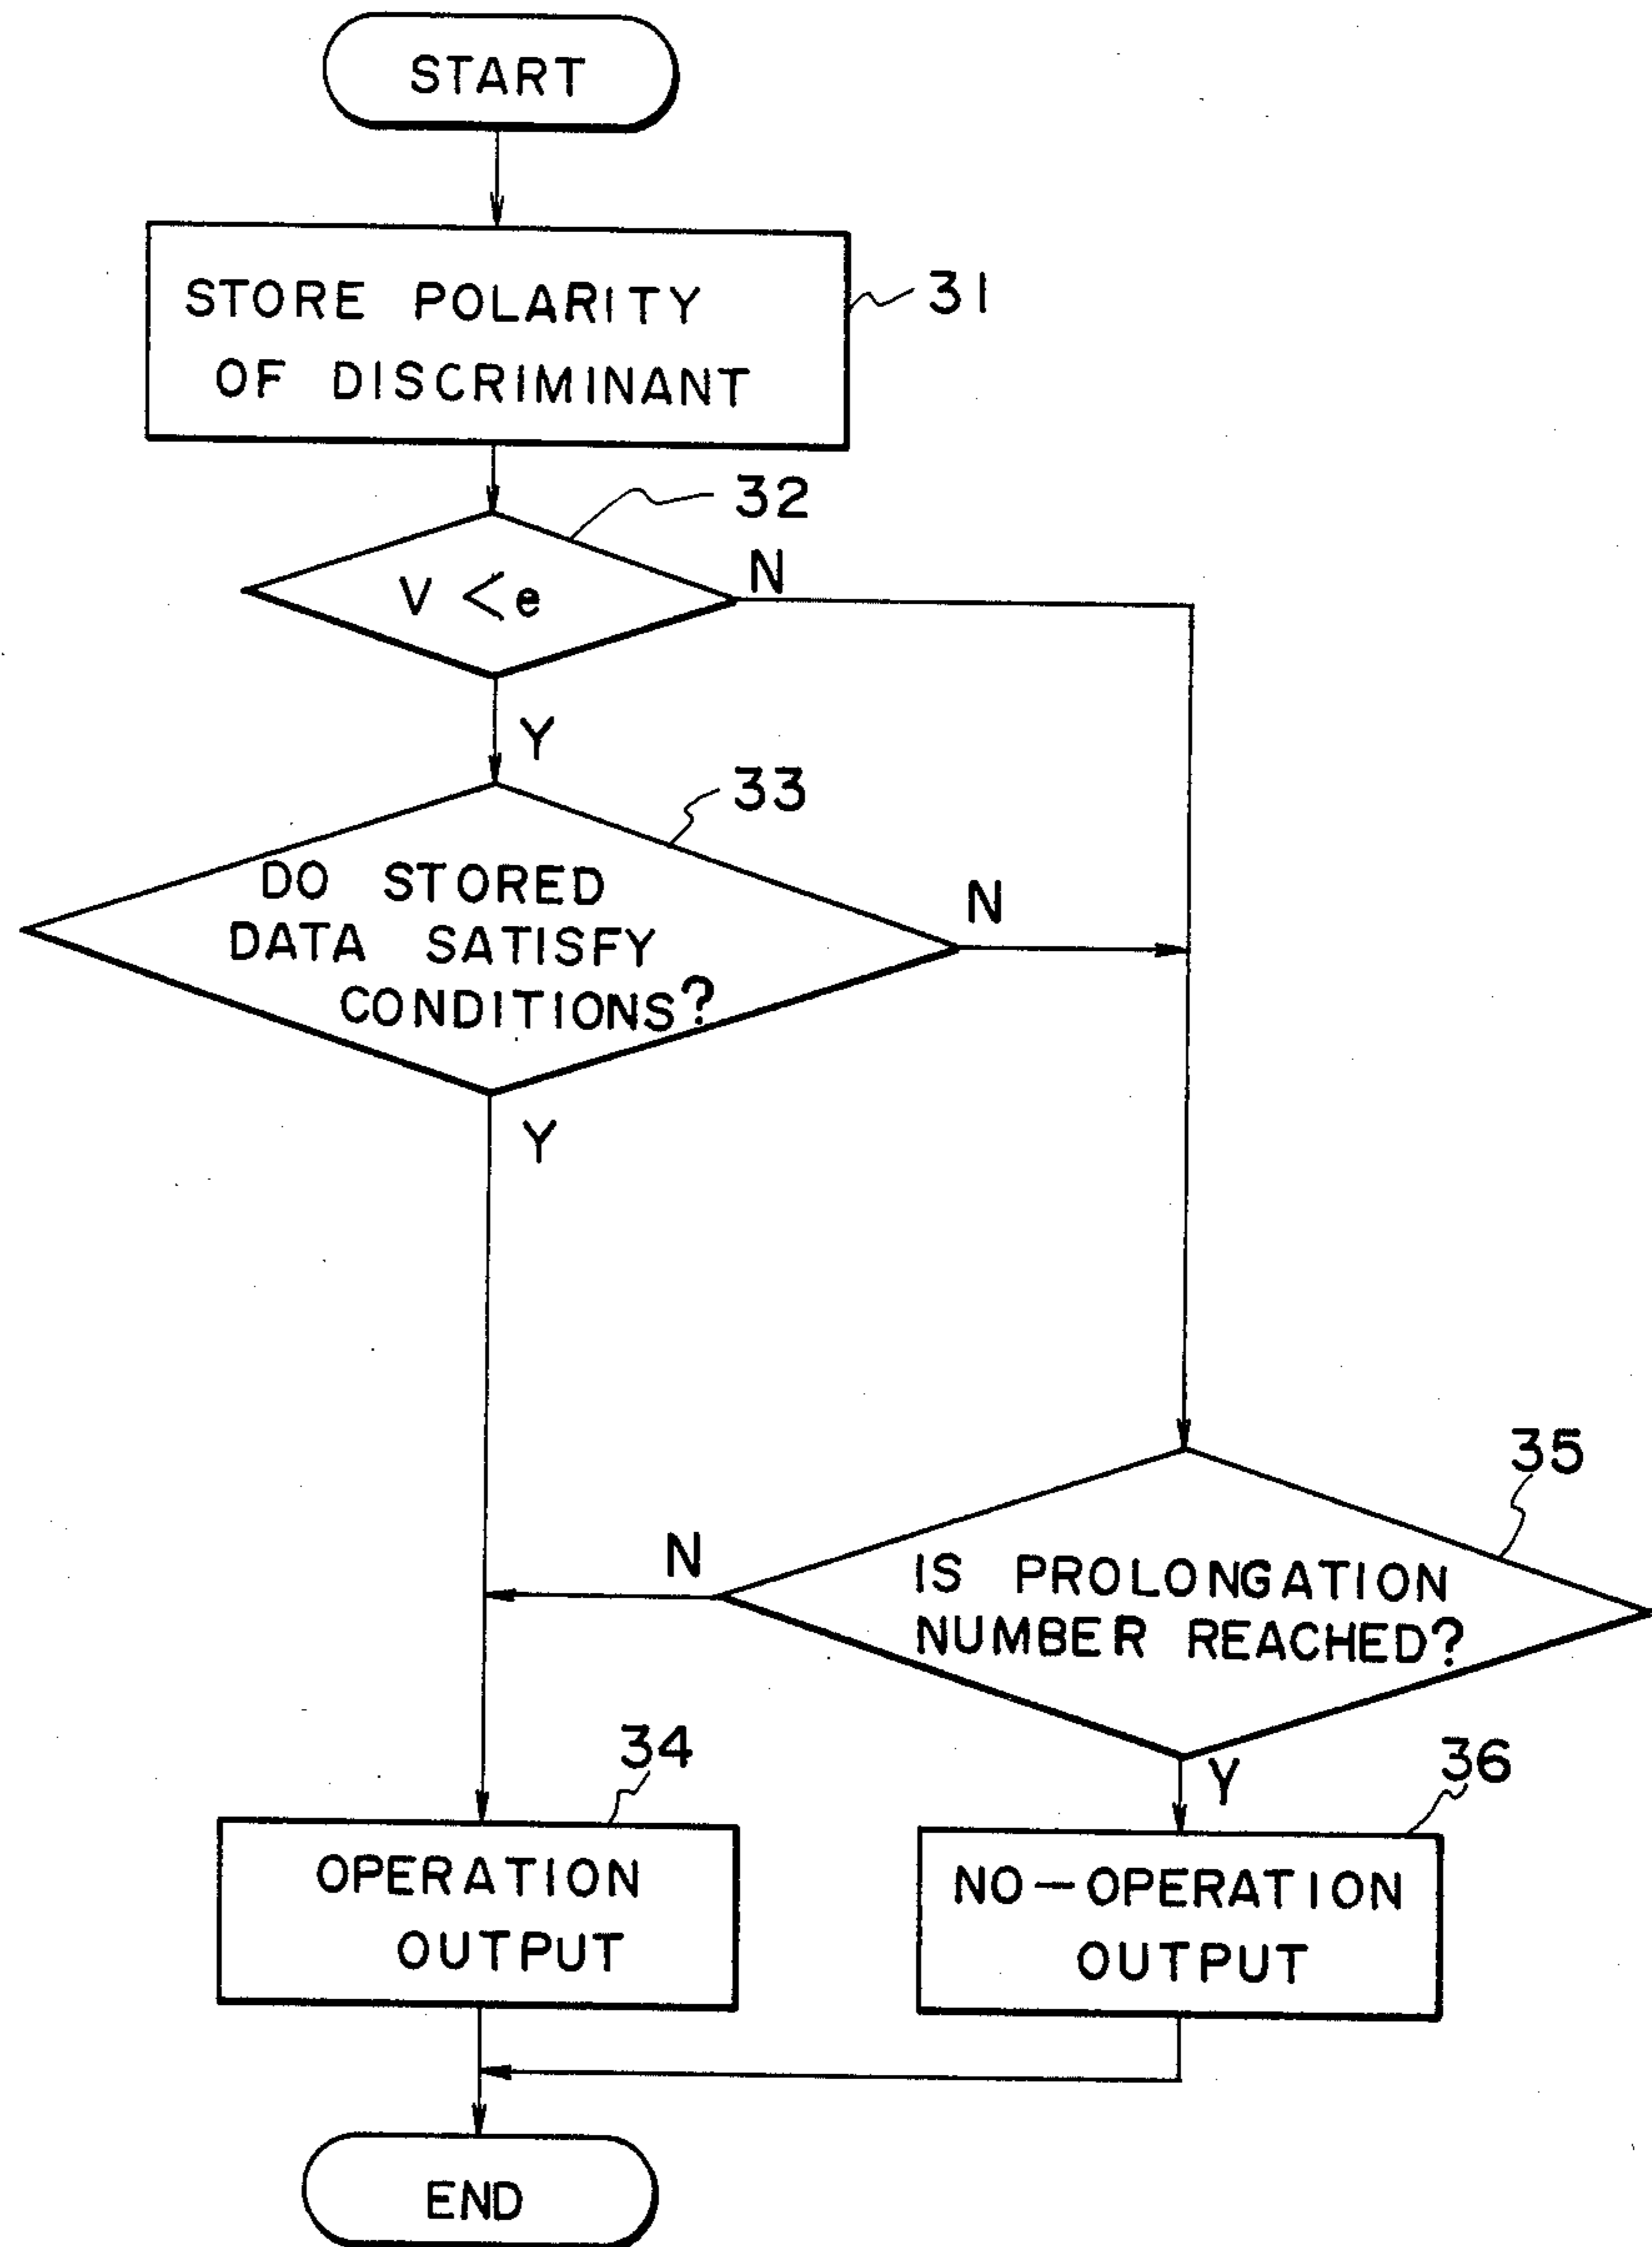 START
STORE POLARITY
OF DISCRIMINANT
31
32
V < e
N
Y
33
DO STORED
DATA SATISFY
CONDITIONS?
N
Y
35
IS PROLONGATION
NUMBER REACHED?
N
Y
34
OPERATION
OUTPUT
36
NO-OPERATION
OUTPUT
END